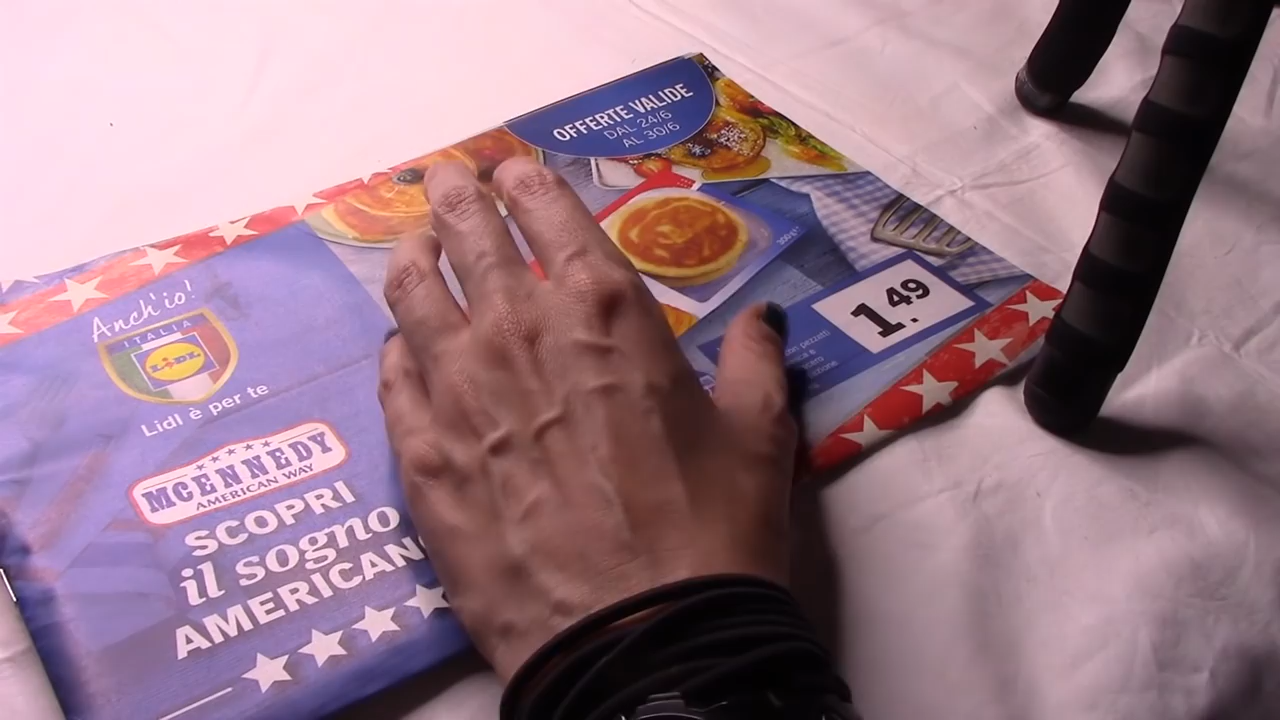 OFFERTE VALIDE
DAL 24/6
AL 30/6
300 g
1.49
Anch'io!
ITALIA
LIDL
Lidl è per te
MCENNEDY
AMERICAN WAY
SCOPRI
il sogno
AMERICANO